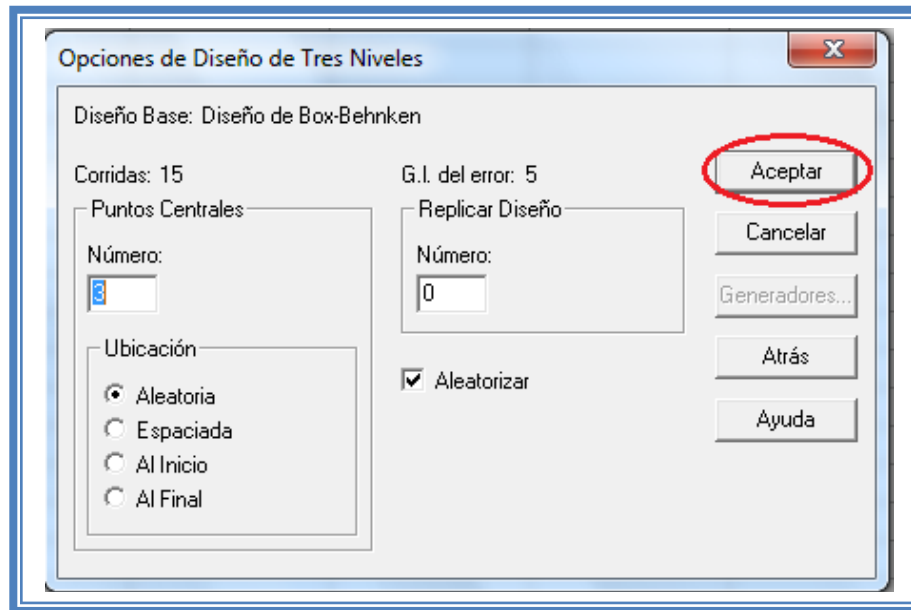 Opciones de Diseño de Tres Niveles
Diseño Base: Diseño de Box-Behnken
Corridas: 15
G.l. del error: 5
Puntos Centrales
Número:
3
Ubicación
Aleatoria
Espaciada
Al Inicio
Al Final
Replicar Diseño
Número:
0
Aleatorizar
Aceptar
Cancelar
Generadores...
Atrás
Ayuda